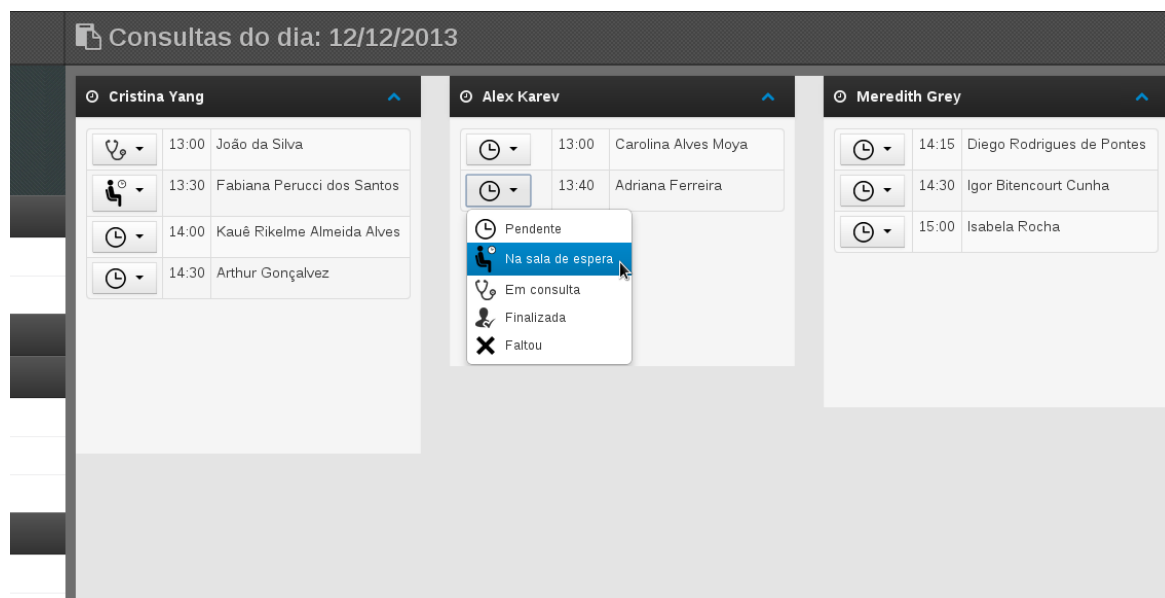 Consultas do dia: 12/12/2013
Cristina Yang
13:00 João da Silva
13:30 Fabiana Perucci dos Santos
14:00 Kauê Rikelme Almeida Alves
14:30 Arthur Gonçalvez
Alex Karev
13:00 Carolina Alves Moya
13:40 Adriana Ferreira
Pendente
Na sala de espera
Em consulta
Finalizada
Faltou
Meredith Grey
14:15 Diego Rodrigues de Pontes
14:30 Igor Bitencourt Cunha
15:00 Isabela Rocha